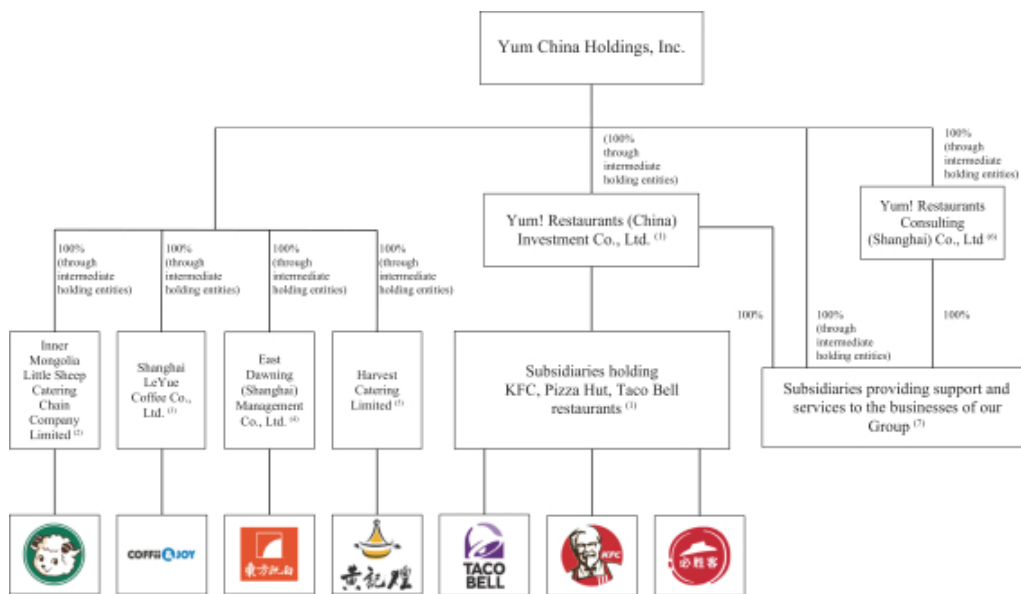 Yum China Holdings, Inc.
(100%
(through
intermediate
holding entities)
100%
(through
intermediate
holding entities)
Yum! Restaurants (China)
Investment Co., Ltd. (1)
Yum! Restaurants
Consulting
(Shanghai) Co., Ltd (6)
100%
(through
intermediate
holding entities)
100%
(through
intermediate
holding entities)
100%
(through
intermediate
holding entities)
100%
(through
intermediate
holding entities)
100%
100%
(through
intermediate
holding entities)
100%
Inner
Mongolia
Little Sheep
Catering
Chain
Company
Limited (2)
Shanghai
LeYue
Coffee Co.,
Ltd. (3)
East
Dawning
(Shanghai)
Management
Co., Ltd. (4)
Harvest
Catering
Limited (5)
Subsidiaries holding
KFC, Pizza Hut, Taco Bell
restaurants (1)
Subsidiaries providing support and
services to the businesses of our
Group (7)
COFFii & JOY
東方既白
黄記煌
TACO
BELL
KFC
必胜客